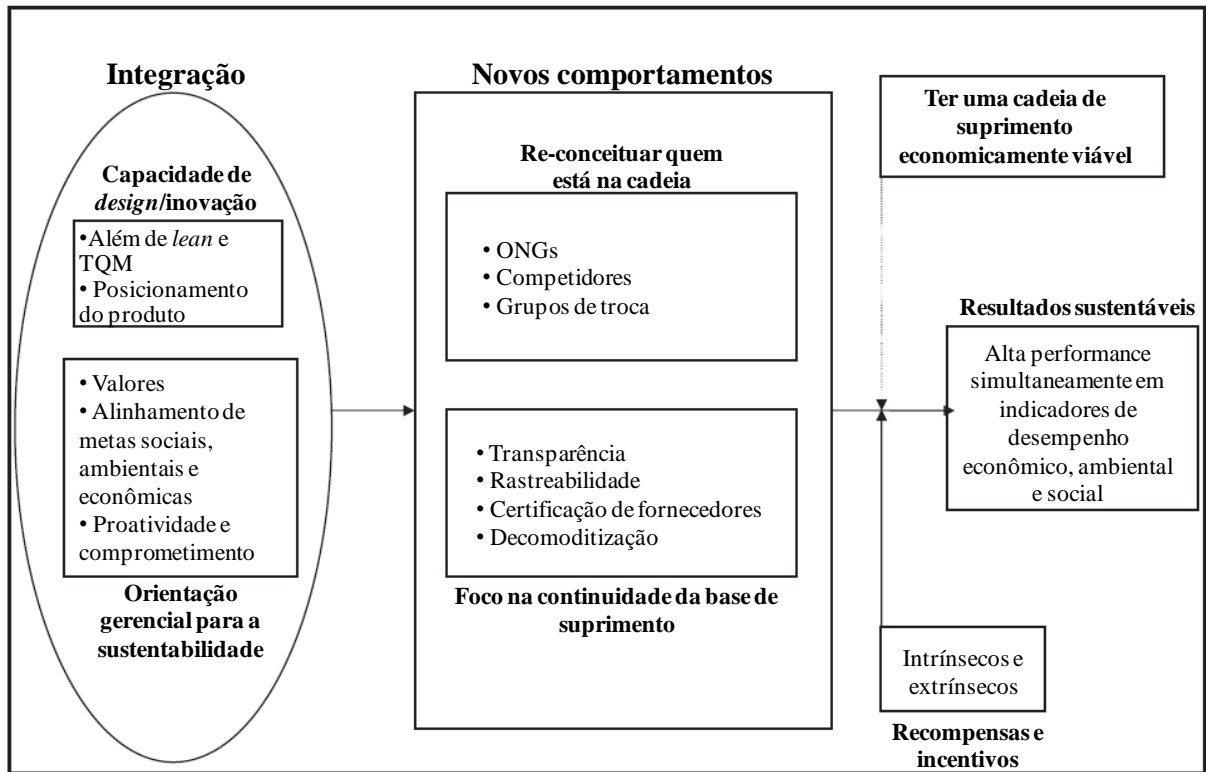 Integração
Capacidade de
design/inovação
•Além de lean e
TQM
• Posicionamento
do produto
• Valores
• Alinhamento de
metas sociais,
ambientais e
econômicas
• Proatividade e
comprometimento
Orientação
gerencial para a
sustentabilidade
Novos comportamentos
Re-conceituar quem
está na cadeia
• ONGs
• Competidores
• Grupos de troca
• Transparência
• Rastreabilidade
• Certificação de fornecedores
• Decomoditização
Foco na continuidade da base de
suprimento
Ter uma cadeia de
suprimento
economicamente viável
Resultados sustentáveis
Alta performance
simultaneamente em
indicadores de
desempenho
econômico, ambiental
e social
Intrínsecos e
extrínsecos
Recompensas e
incentivos